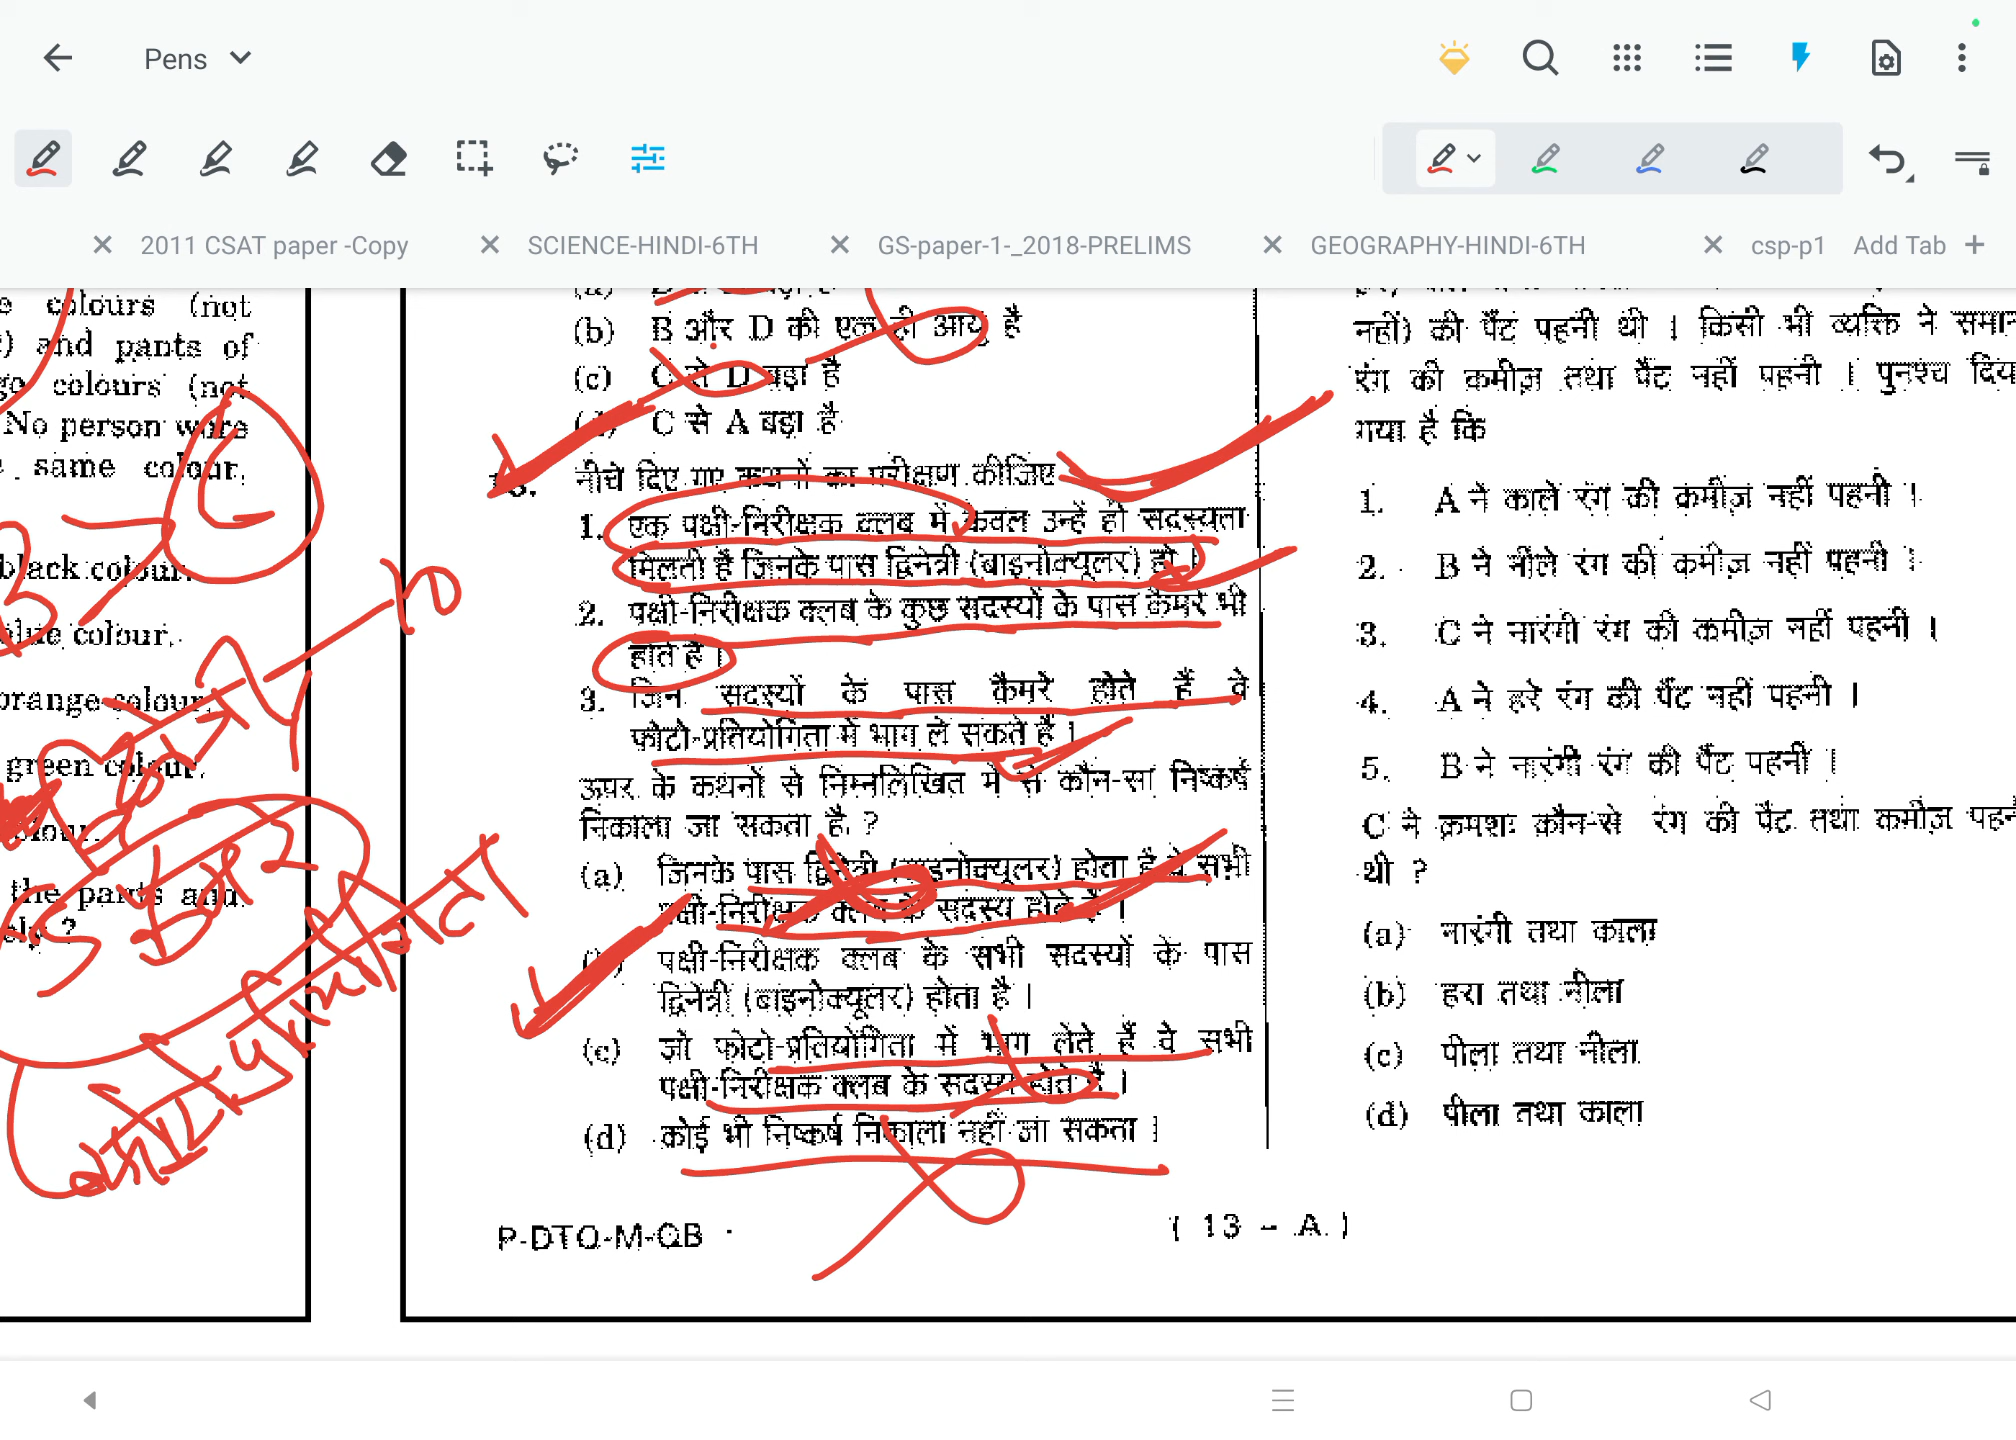 Pens
2011 CSAT paper -Copy
SCIENCE-HINDI-6TH
GS-paper-1-_2018-PRELIMS
GEOGRAPHY-HINDI-6TH
csp-p1
Add Tab +
e colours (not
) and pants of
colours (not
No person wore
same colour.
black colour.
colour.
orange colour.
green colour.
colour.
the pants and
(b) B और D की एक ही आयु है
(c) C से D बड़ा है
(d) C से A बड़ा है
नीचे दिए गए कथनों का परीक्षण कीजिए
1. एक पक्षी-निरीक्षक क्लब में केवल उन्हें ही सदस्यता
मिलती है जिनके पास द्विनेत्री (बाइनोक्यूलर) हो ।
2. पक्षी-निरीक्षक क्लब के कुछ सदस्यों के पास कैमरे भी
होते हैं ।
3. जिन सदस्यों के पास कैमरे होते हैं वे
फोटो-प्रतियोगिता में भाग ले सकते हैं ।
ऊपर के कथनों से निम्नलिखित में से कौन-सा निष्कर्ष
निकाला जा सकता है ?
(a) जिनके पास द्विनेत्री (बाइनोक्यूलर) होता है वे सभी
पक्षी-निरीक्षक क्लब के सदस्य होते हैं ।
(b) पक्षी-निरीक्षक क्लब के सभी सदस्यों के पास
द्विनेत्री (बाइनोक्यूलर) होता है ।
(c) जो फोटो-प्रतियोगिता में भाग लेते हैं वे सभी
पक्षी-निरीक्षक क्लब के सदस्य होते हैं ।
(d) कोई भी निष्कर्ष निकाला नहीं जा सकता ।
P-DTO-M-QB
( 13 – A )
नहीं) की पैंट पहनी थी । किसी भी व्यक्ति ने समान
रंग की क़मीज़ तथा पैंट नहीं पहनी । पुनश्च
गया है कि
1. A ने काले रंग की क़मीज़ नहीं पहनी ।
2. B ने नीले रंग की क़मीज़ नहीं पहनी ।
3. C ने नारंगी रंग की क़मीज़ नहीं पहनी ।
4. A ने हरे रंग की पैंट नहीं पहनी ।
5. B ने नारंगी रंग की पैंट पहनी ।
C ने क्रमशः कौन-से रंग की पैंट तथा कमीज़
थी ?
(a) नारंगी तथा काला
(b) हरा तथा नीला
(c) पीला तथा नीला
(d) पीला तथा काला